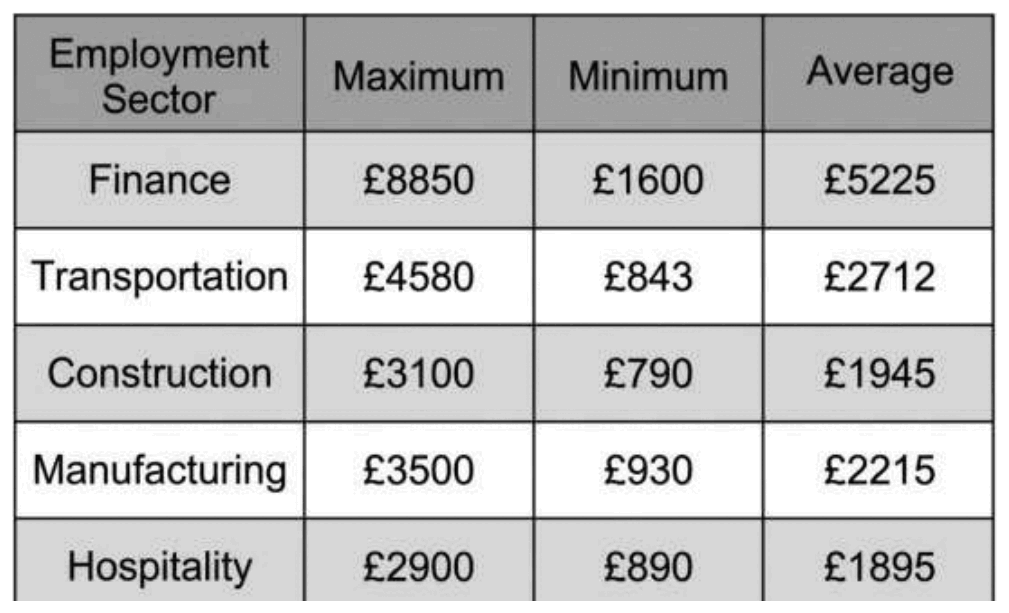 Employment Sector Maximum Minimum Average
Finance £8850 £1600 £5225
Transportation £4580 £843 £2712
Construction £3100 £790 £1945
Manufacturing £3500 £930 £2215
Hospitality £2900 £890 £1895